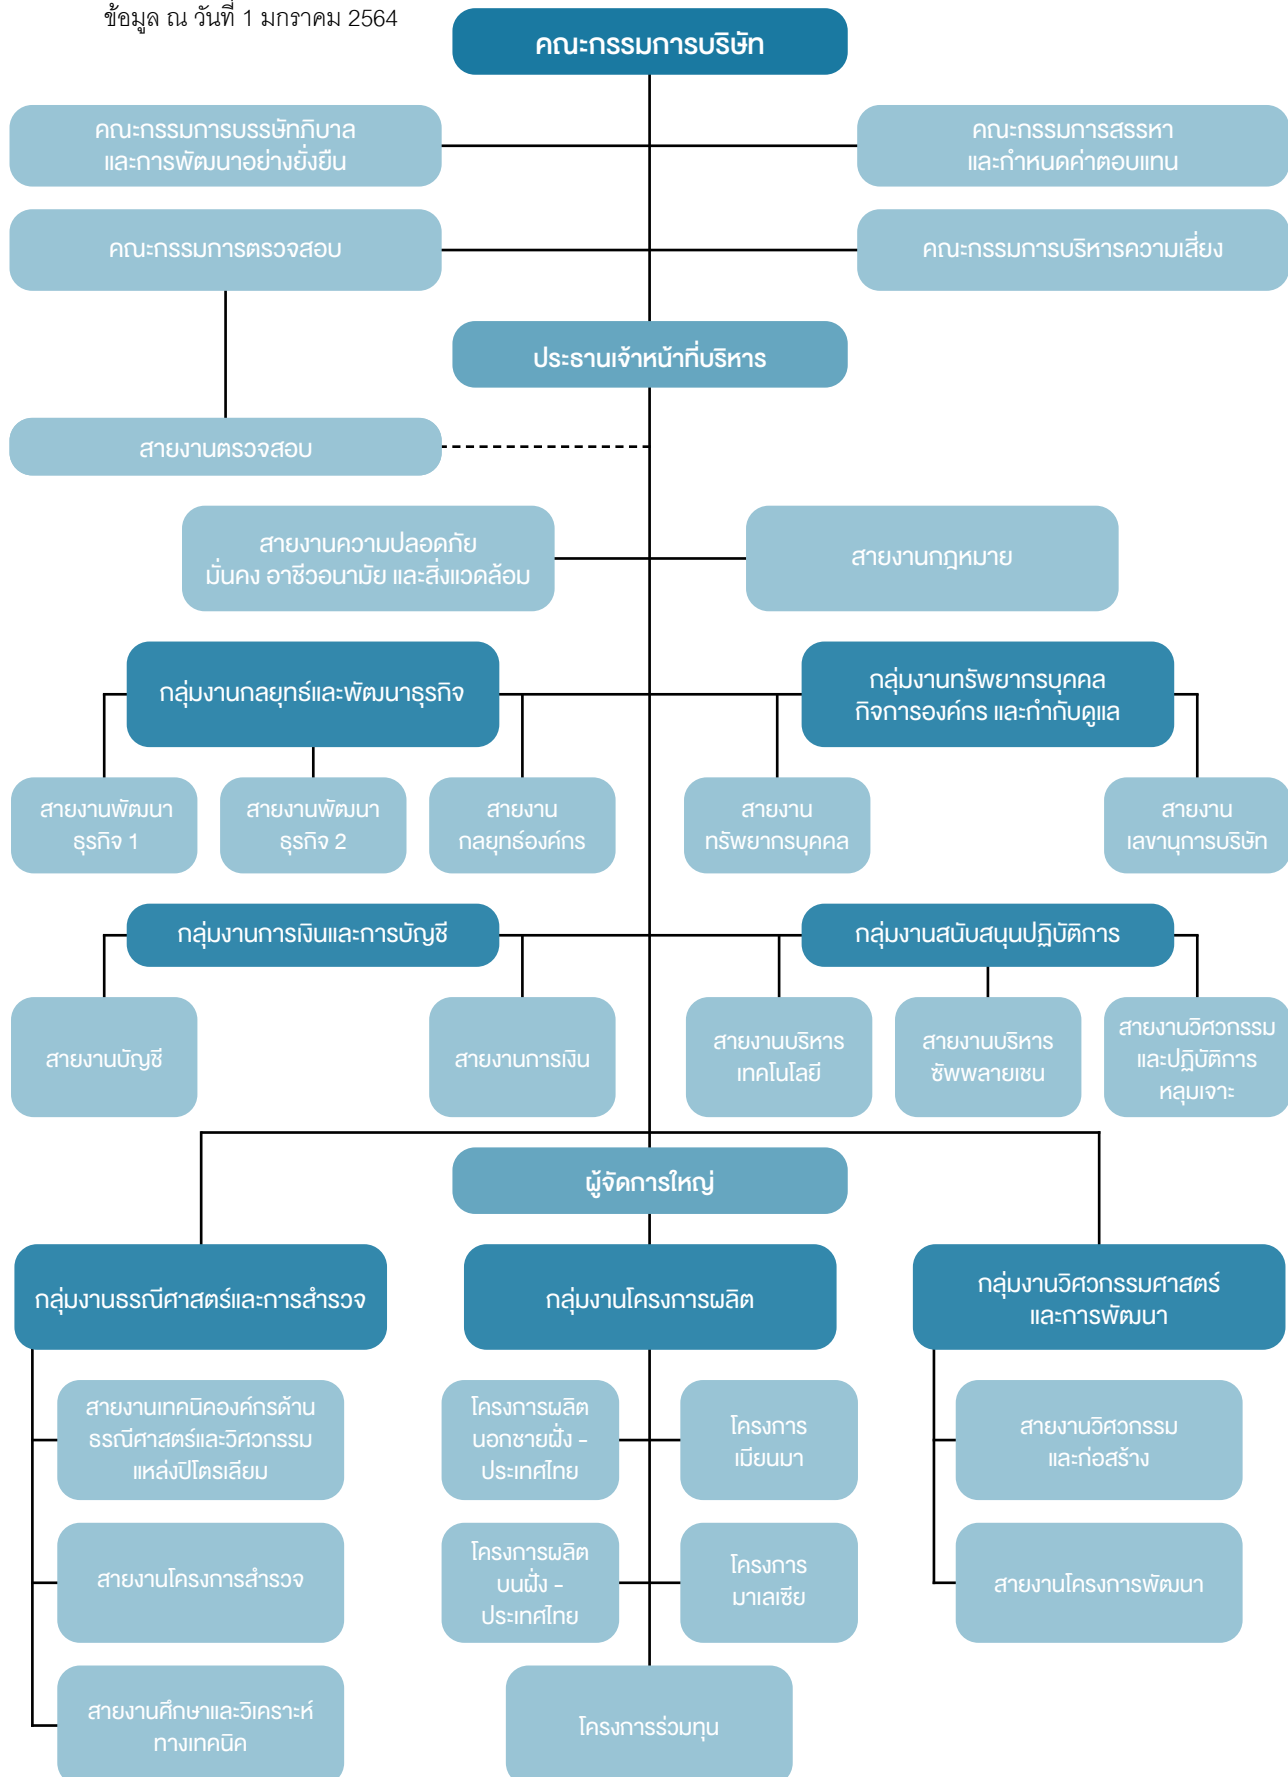 ข้อมูล ณ วันที่ 1 มกราคม 2564
คณะกรรมการบริษัท
คณะกรรมการบรรษัทภิบาล
และการพัฒนาอย่างยั่งยืน
คณะกรรมการสรรหา
และกำหนดค่าตอบแทน
คณะกรรมการตรวจสอบ
คณะกรรมการบริหารความเสี่ยง
ประธานเจ้าหน้าที่บริหาร
สายงานตรวจสอบ
สายงานความปลอดภัย
มั่นคง อาชีวอนามัย และสิ่งแวดล้อม
สายงานกฎหมาย
กลุ่มงานกลยุทธ์และพัฒนาธุรกิจ
กลุ่มงานทรัพยากรบุคคล
กิจการองค์กร และกำกับดูแล
สายงานพัฒนา
ธุรกิจ 1
สายงานพัฒนา
ธุรกิจ 2
สายงาน
กลยุทธ์องค์กร
สายงาน
ทรัพยากรบุคคล
สายงาน
เลขานุการบริษัท
กลุ่มงานการเงินและการบัญชี
กลุ่มงานสนับสนุนปฏิบัติการ
สายงานบัญชี
สายงานการเงิน
สายงานบริหาร
เทคโนโลยี
สายงานบริหาร
ซัพพลายเชน
สายงานวิศวกรรม
และปฏิบัติการ
หลุมเจาะ
ผู้จัดการใหญ่
กลุ่มงานธรณีศาสตร์และการสำรวจ
กลุ่มงานโครงการผลิต
กลุ่มงานวิศวกรรมศาสตร์
และการพัฒนา
สายงานเทคนิคองค์กรด้าน
ธรณีศาสตร์และวิศวกรรม
แหล่งปิโตรเลียม
โครงการผลิต
นอกชายฝั่ง -
ประเทศไทย
โครงการ
เมียนมา
สายงานวิศวกรรม
และก่อสร้าง
สายงานโครงการสำรวจ
โครงการผลิต
บนฝั่ง -
ประเทศไทย
โครงการ
มาเลเซีย
สายงานโครงการพัฒนา
สายงานศึกษาและวิเคราะห์
ทางเทคนิค
โครงการร่วมทุน